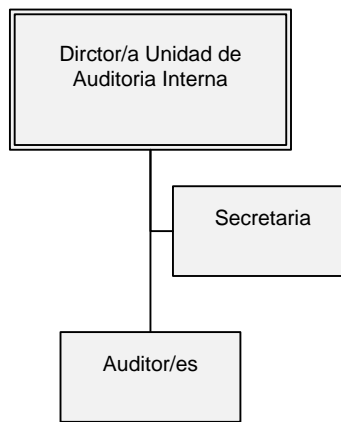 Dirctor/a Unidad de
Auditoria Interna
Secretaria
Auditor/es